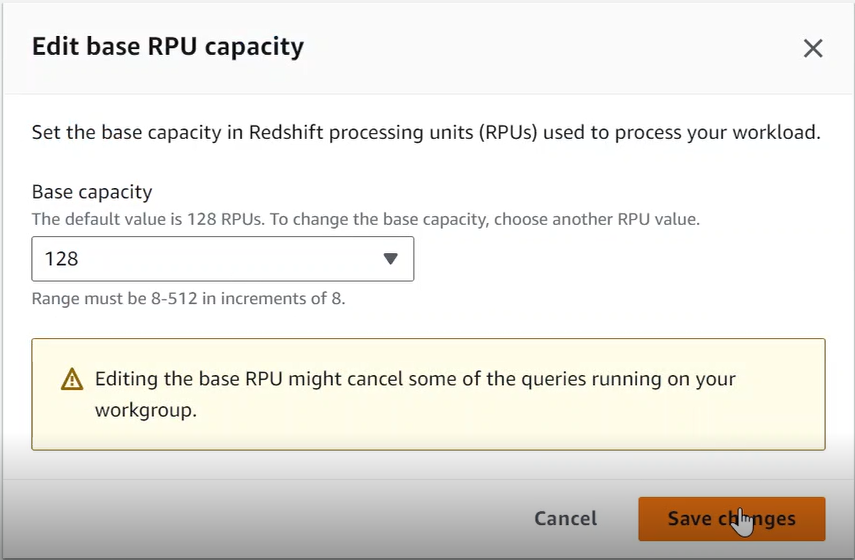 Edit base RPU capacity
Set the base capacity in Redshift processing units (RPUs) used to process your workload.
Base capacity
The default value is 128 RPUs. To change the base capacity, choose another RPU value.
128
Range must be 8-512 in increments of 8.
Editing the base RPU might cancel some of the queries running on your
workgroup.
Cancel
Save changes